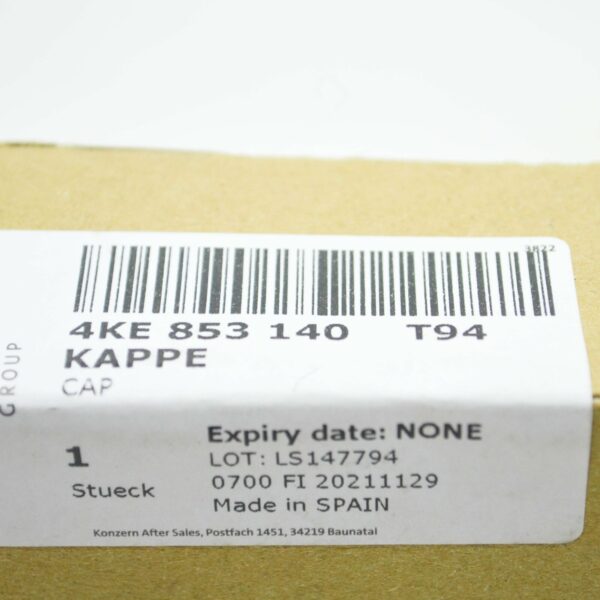 3822
4KE 853 140 T94
KAPPE
CAP
GROUP
1
Stueck
Expiry date: NONE
LOT: LS147794
0700 FI 20211129
Made in SPAIN
Konzern After Sales, Postfach 1451, 34219 Baunatal